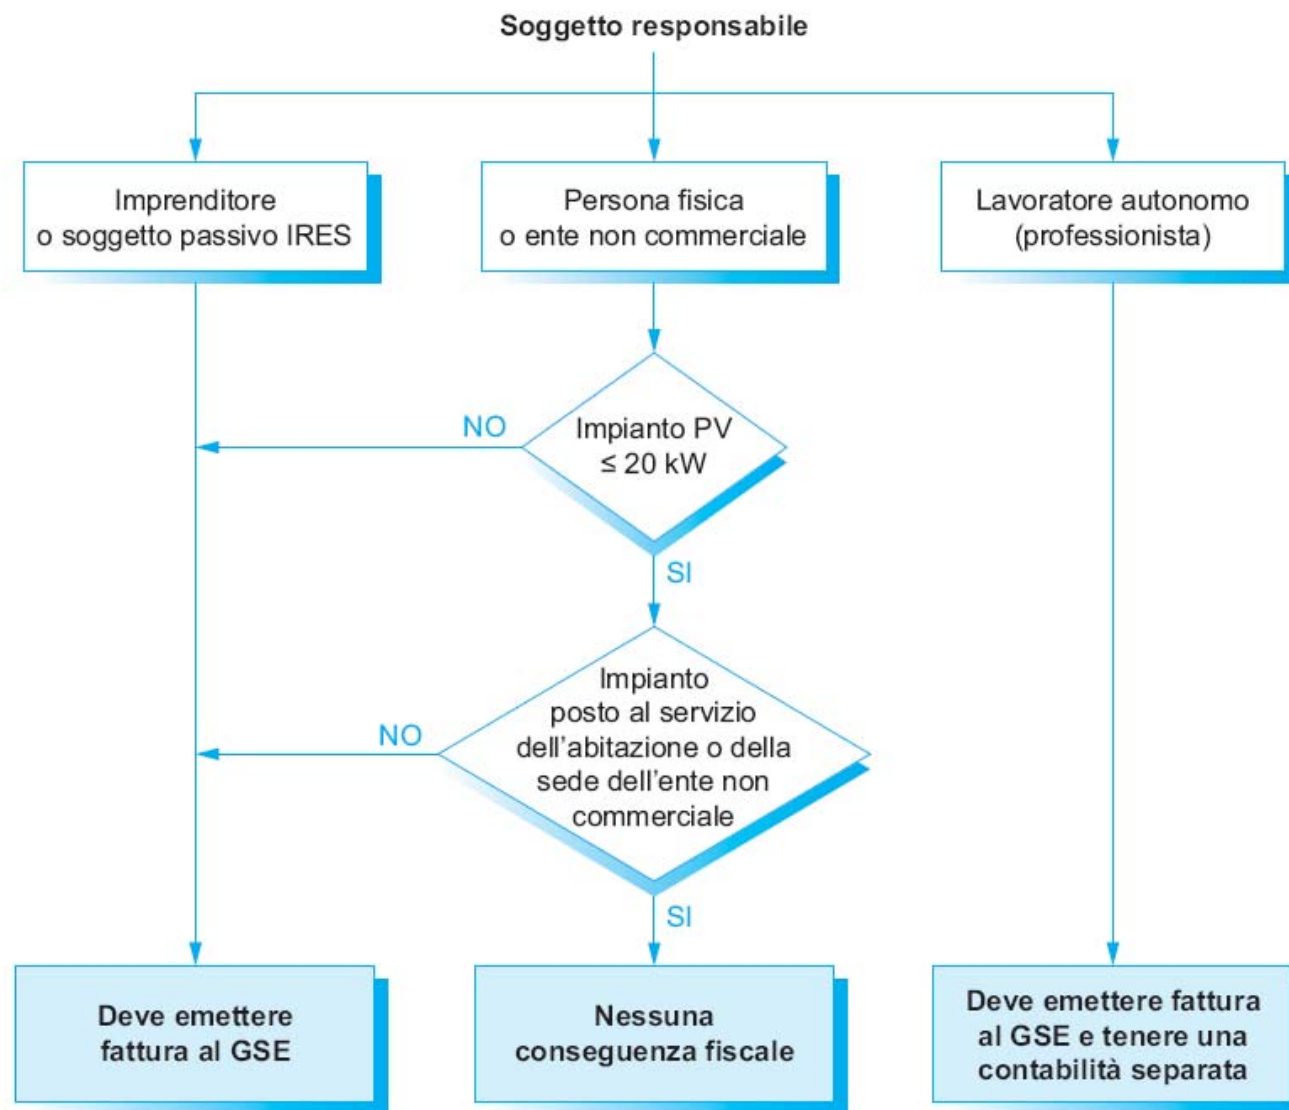 Soggetto responsabile
Imprenditore
o soggetto passivo IRES
Persona fisica
o ente non commerciale
Lavoratore autonomo
(professionista)
NO
Impianto PV
≤ 20 kW
SI
NO
Impianto
posto al servizio
dell'abitazione o della
sede dell'ente non
commerciale
SI
Deve emettere
fattura al GSE
Nessuna
conseguenza fiscale
Deve emettere fattura
al GSE e tenere una
contabilità separata